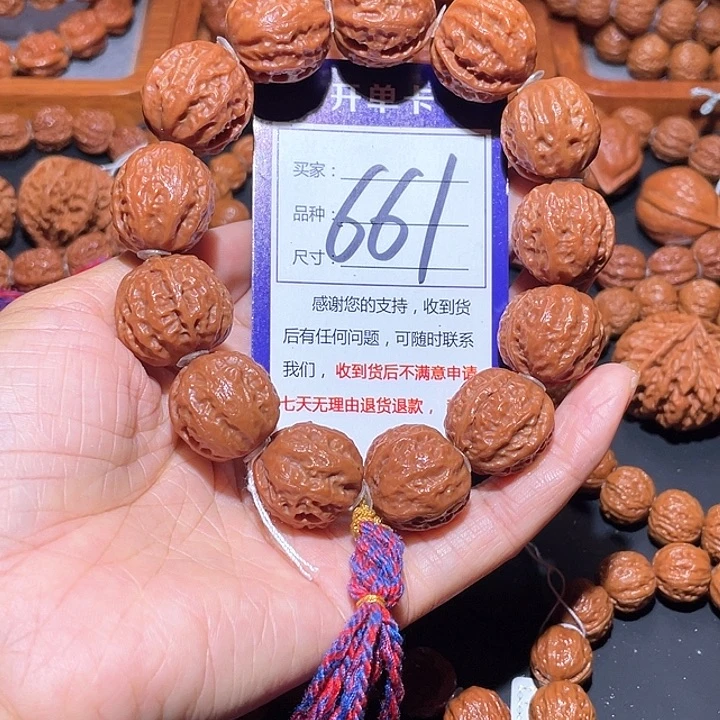 开单卡
买家：
品种：
尺寸：
661
感谢您的支持，收到货
后有任何问题，可随时联系
我们，收到货后不满意申请
七天无理由退货退款，